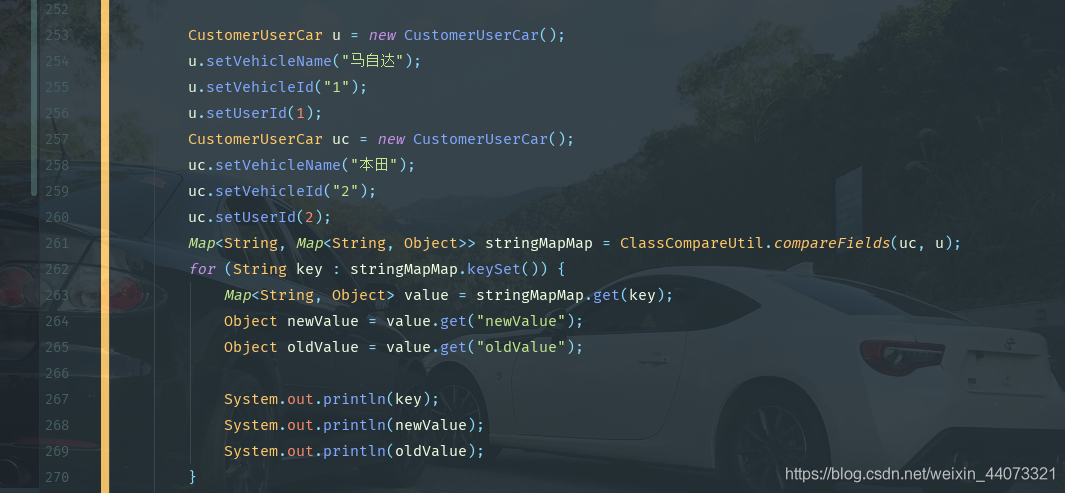 252
253 CustomerUserCar u = new CustomerUserCar();
254 u.setVehicleName("马自达");
255 u.setVehicleId("1");
256 u.setUserId(1);
257 CustomerUserCar uc = new CustomerUserCar();
258 uc.setVehicleName("本田");
259 uc.setVehicleId("2");
260 uc.setUserId(2);
261 Map<String, Map<String, Object>> stringMapMap = ClassCompareUtil.compareFields(uc, u);
262 for (String key : stringMapMap.keySet()) {
263 Map<String, Object> value = stringMapMap.get(key);
264 Object newValue = value.get("newValue");
265 Object oldValue = value.get("oldValue");
266
267 System.out.println(key);
268 System.out.println(newValue);
269 System.out.println(oldValue);
270 }
https://blog.csdn.net/weixin_44073321